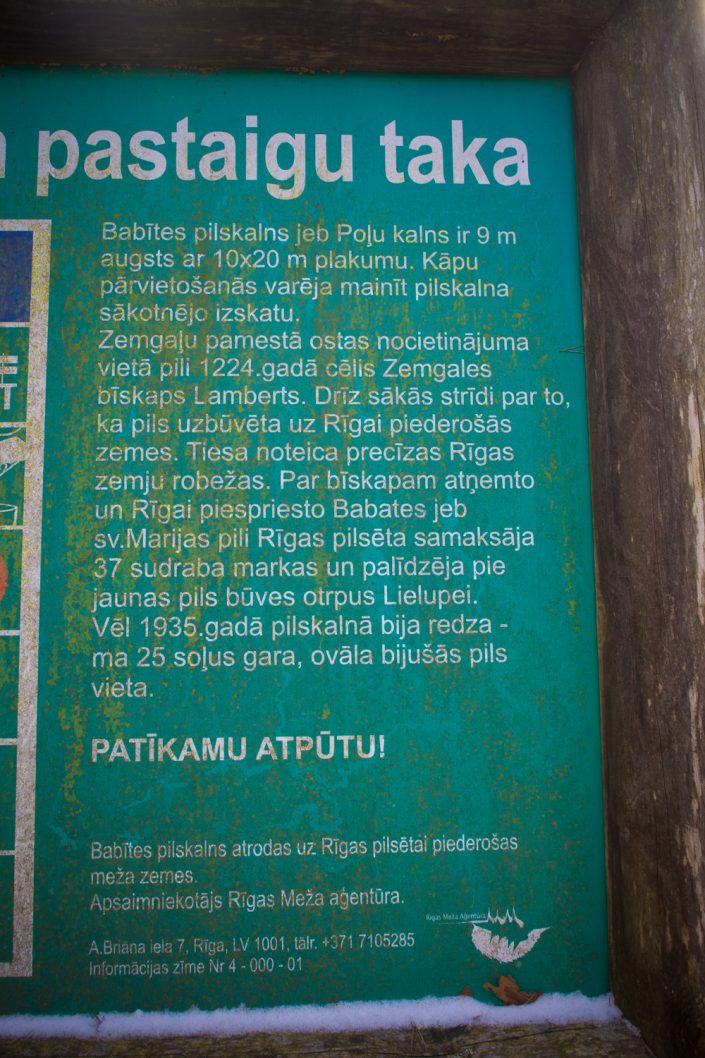 pastaigu taka
Babītes pilskalns jeb Poļu kalns ir 9 m
augsts ar 10x20 m plakumu. Kāpu
pārvietošanās varēja mainīt pilskalna
sākotnējo izskatu.
Zemgaļu pamestā ostas nocietinājuma
vietā pili 1224.gadā cēlis Zemgales
bīskaps Lamberts. Drīz sākās strīdi par to,
ka pils uzbūvēta uz Rīgai piederošās
zemes. Tiesa noteica precīzas Rīgas
zemju robežas. Par bīskapam atņemto
un Rīgai piespriesto Babates jeb
sv.Marijas pili Rīgas pilsēta samaksāja
37 sudraba markas un palīdzēja pie
jaunas pils būves otrpus Lielupei.
Vēl 1935.gadā pilskalnā bija redza -
ma 25 soļus gara, ovāla bijušās pils
vieta.
PATĪKAMU ATPŪTU!
Babītes pilskalns atrodas uz Rīgas pilsētai piederošas
meža zemes.
Apsaimniekotājs Rīgas Meža aģentūra.
Rīgas Meža Aģentūra
A.Briāna iela 7, Rīga, LV 1001, tālr. +371 7105285
Informācijas zīme Nr 4 - 000 - 01